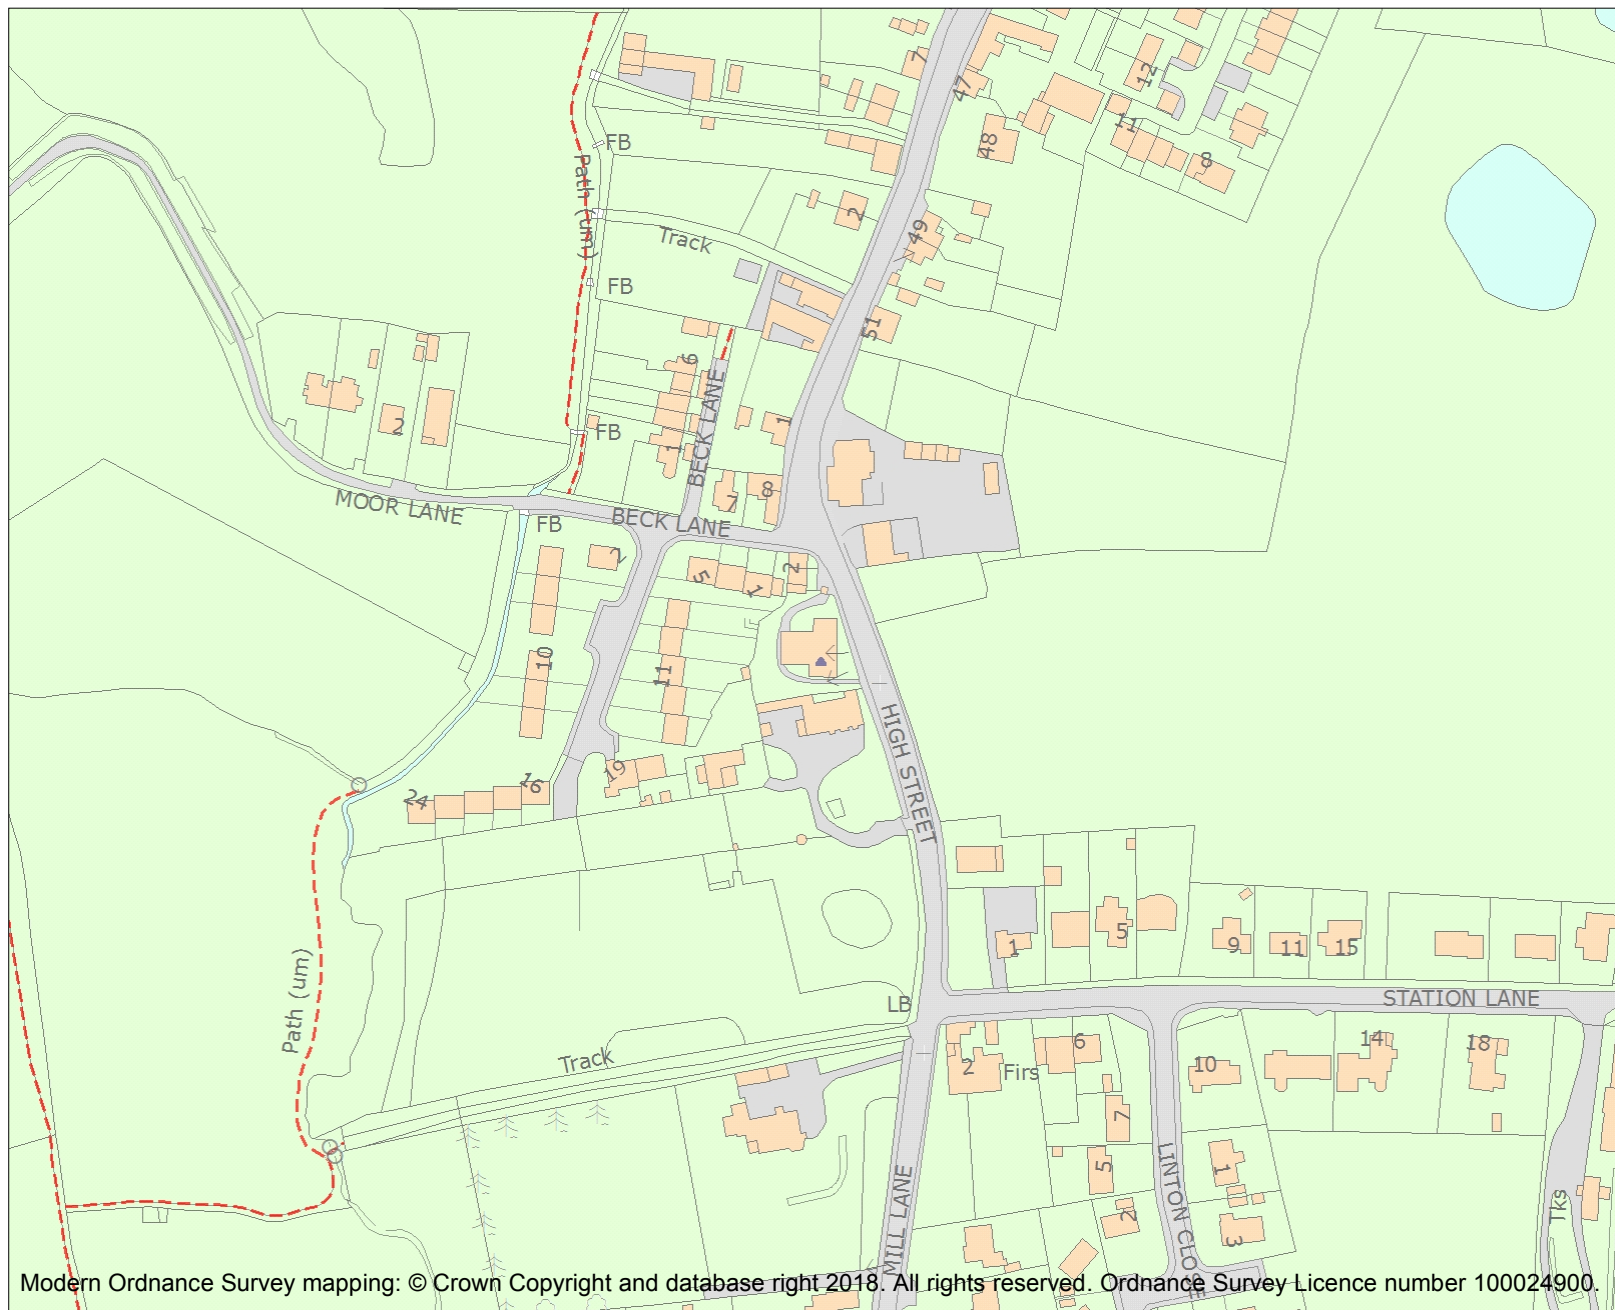 7
47
12
11
48
8
FB
Path (um)
2
49
Track
FB
51
6
BECK LANE
1
2
FB
1
7
8
MOOR LANE
FB
BECK LANE
2
5
1
2
10
11
HIGH STREET
19
16
24
1
5
9
11
15
Path (um)
LB
STATION LANE
Track
2
Firs
6
10
14
18
7
5
1
LINTON CLOSE
2
3
MILL LANE
Tks
Modern Ordnance Survey mapping: © Crown Copyright and database right 2018. All rights reserved. Ordnance Survey Licence number 100024900.